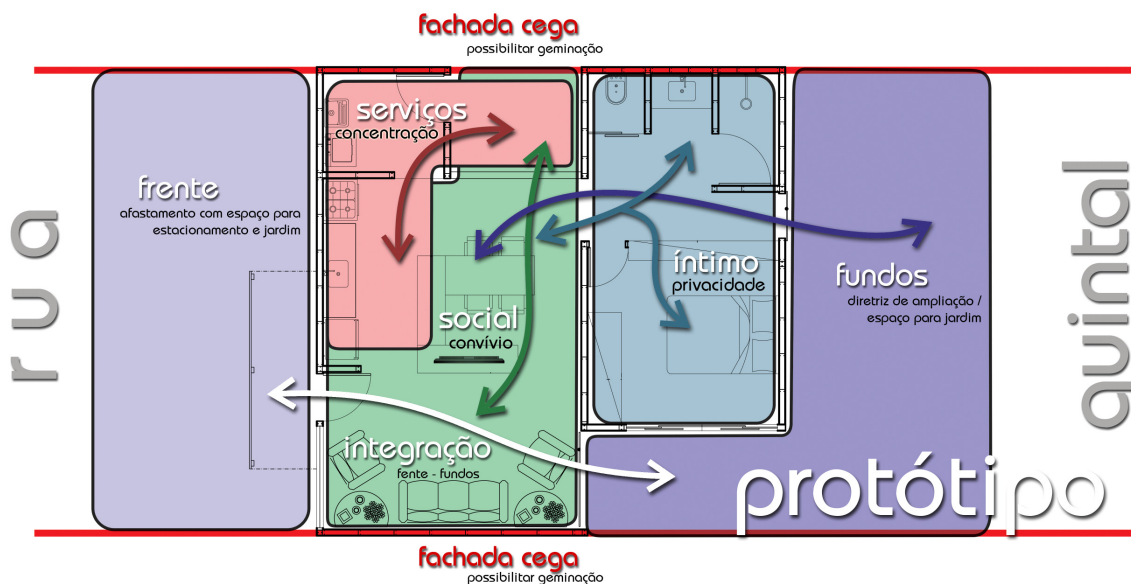 fachada cega
possibilitar geminação
serviços
concentração
frente
afastamento com espaço para
estacionamento e jardim
rua
íntimo
privacidade
fundos
diretriz de ampliação /
espaço para jardim
quintal
social
convívio
integração
fente - fundos
protótipo
fachada cega
possibilitar geminação